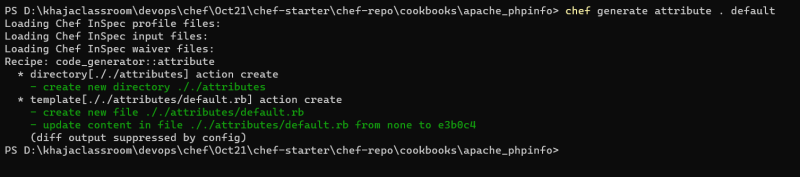 PS D:\khajaclassroom\devops\chef\Oct21\chef-starter\chef-repo\cookbooks\apache_phpinfo> chef generate attribute . default
Loading Chef InSpec profile files:
Loading Chef InSpec input files:
Loading Chef InSpec waiver files:
Recipe: code_generator::attribute
  * directory[././attributes] action create
    - create new directory ././attributes
  * template[././attributes/default.rb] action create
    - create new file ././attributes/default.rb
    - update content in file ././attributes/default.rb from none to e3b0c4
    (diff output suppressed by config)
PS D:\khajaclassroom\devops\chef\Oct21\chef-starter\chef-repo\cookbooks\apache_phpinfo>